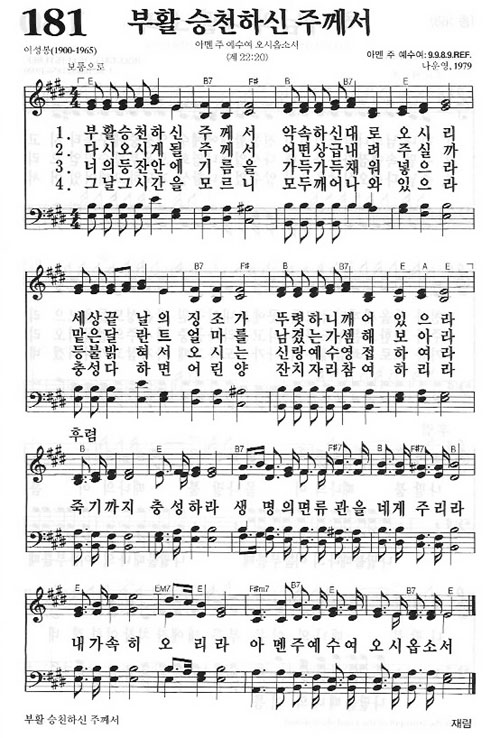 181 부활 승천하신 주께서
이성봉(1900-1965) 아멘 주 예수여 오시옵소서 아멘 주 예수여: 9.9.8.9.REF.
보통으로 (계 22:20) 나운영, 1979
E B7 E B B7 E
1. 부활승천하신 주께서 약속하신대로 오시리
2. 다시오시게될 주께서 어떤상급내려 주실까
3. 너의등잔안에 기름을 가득가득채워 넣으라
4. 그날그시간을 모르니 모두깨어나와 있으라
B7 F# B B7 E A E
세상끝 날의 징조가 뚜렷하니깨어 있으라
맡은달란트 얼마를 남겼는가셈해 보아라
등불밝혀서 오시는 신랑예수영접 하여라
충성다 하면 어린양 잔치자리참여 하리라
후렴
B E B7 E F#7 B F#7 B
죽기까지 충성하라 생명의면류관을네게주리라
E EM7 E F#m7 B7 E
내가속히 오리라 아멘주예수여 오시옵소서
부활 승천하신 주께서 재림